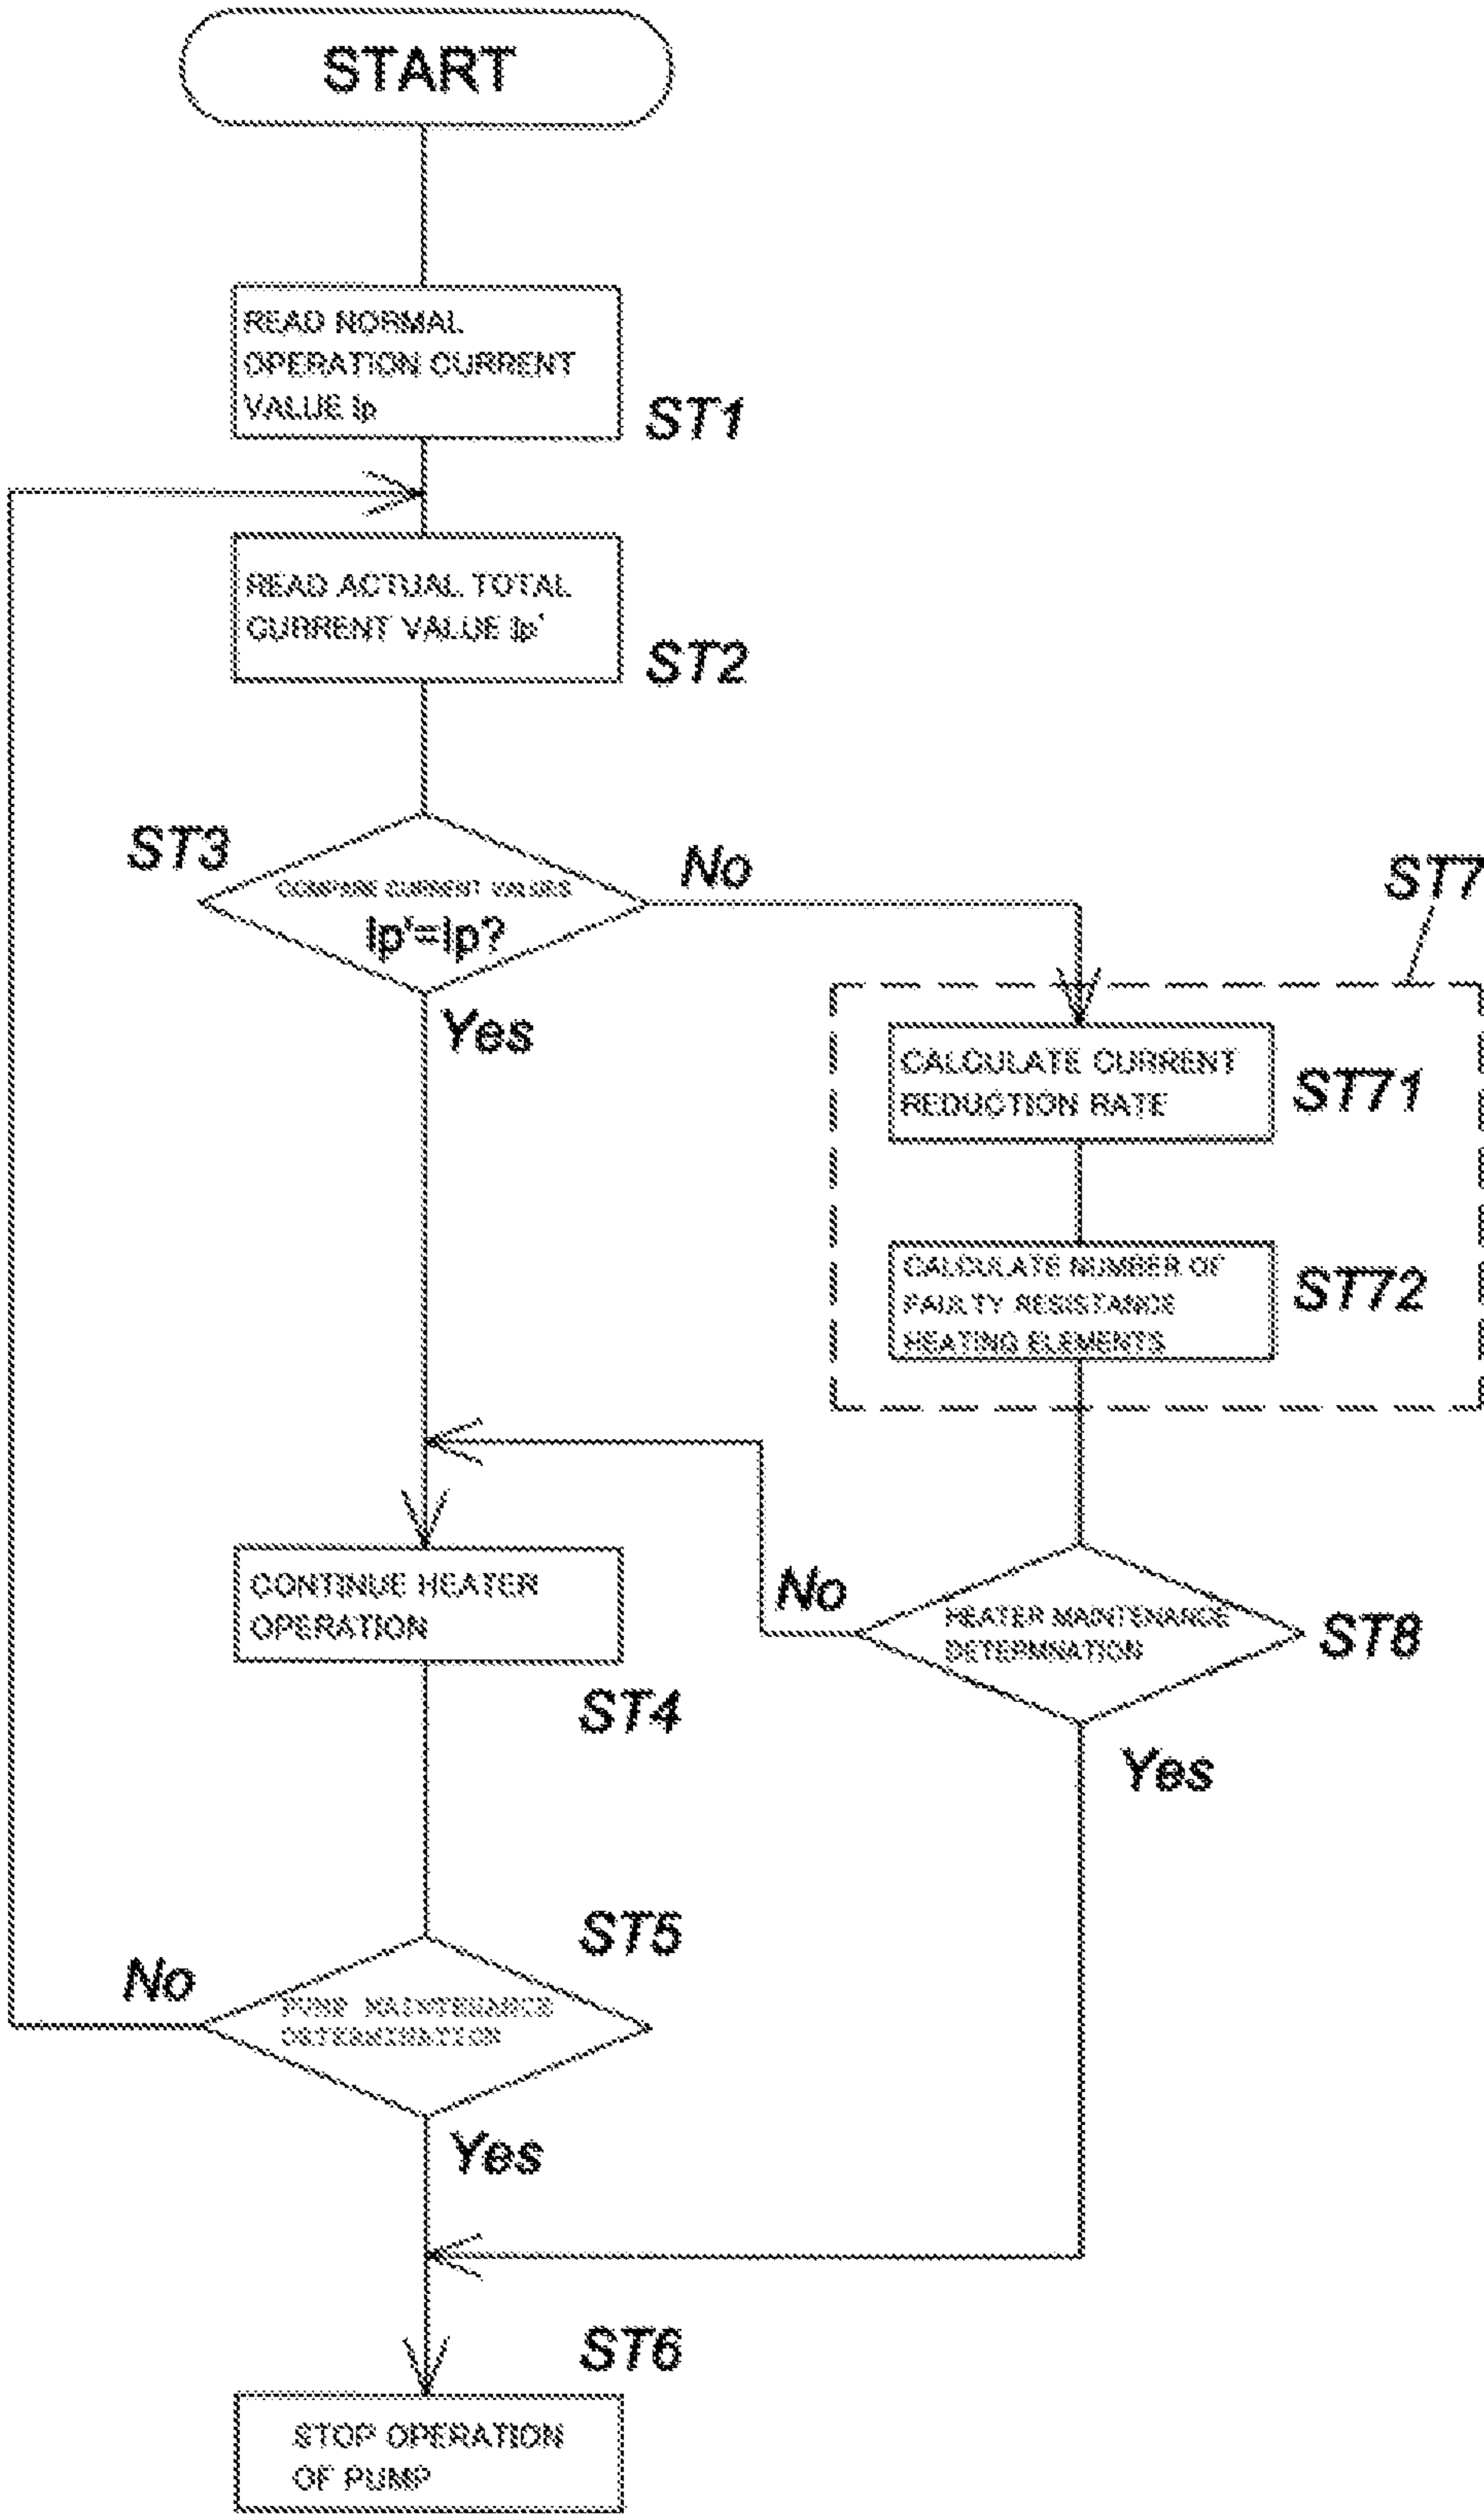 START
READ NORMAL
OPERATION CURRENT
VALUE Ip
ST1
READ ACTUAL TOTAL
CURRENT VALUE Ip'
ST2
ST3
COMPARE CURRENT VALUES
Ip'=Ip?
No
Yes
ST7
CALCULATE CURRENT
REDUCTION RATE
ST71
CALCULATE NUMBER OF
FAULTY RESISTANCE
HEATING ELEMENTS
ST72
CONTINUE HEATER
OPERATION
ST4
No
HEATER MAINTENANCE
DETERMNATION
ST8
Yes
ST5
No
PUMP MAINTENANCE
DETERMINATION
Yes
ST6
STOP OPERATION
OF PUMP